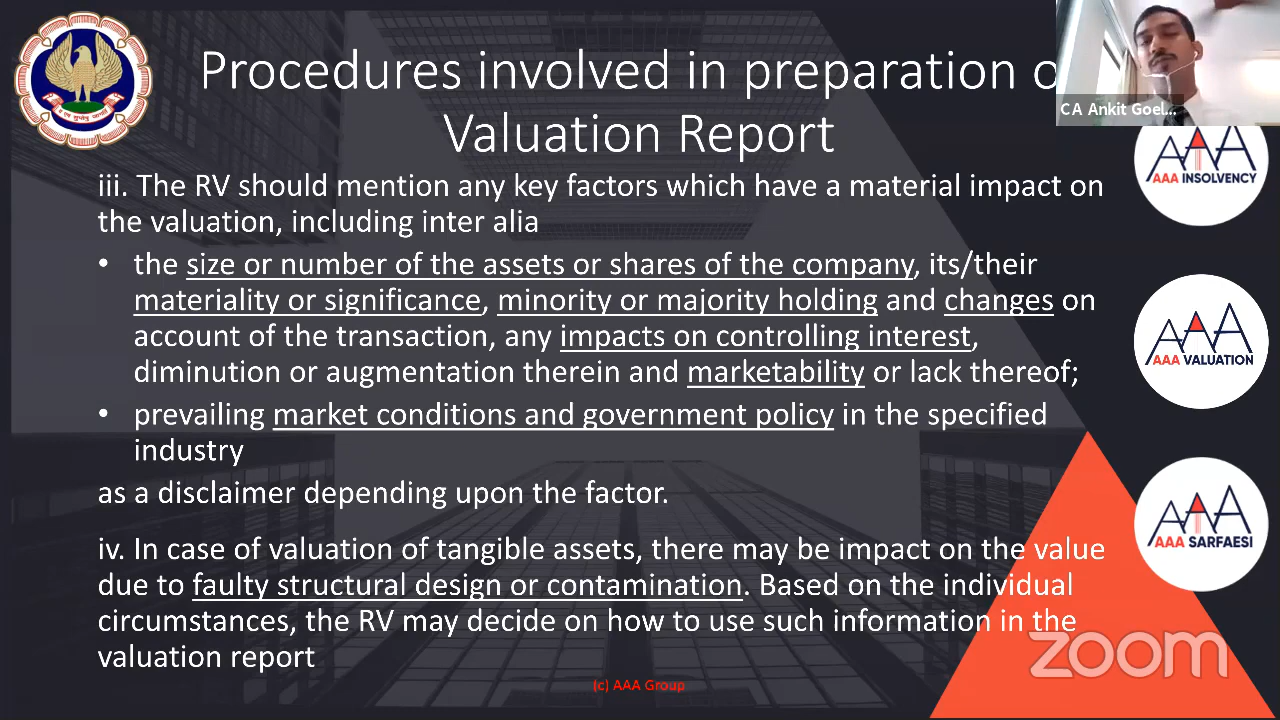 Procedures involved in preparation o
Valuation Report
CA Ankit Goel...
iii. The RV should mention any key factors which have a material impact on
the valuation, including inter alia
• the size or number of the assets or shares of the company, its/their
materiality or significance, minority or majority holding and changes on
account of the transaction, any impacts on controlling interest,
diminution or augmentation therein and marketability or lack thereof;
• prevailing market conditions and government policy in the specified
industry
as a disclaimer depending upon the factor.
iv. In case of valuation of tangible assets, there may be impact on the value
due to faulty structural design or contamination. Based on the individual
circumstances, the RV may decide on how to use such information in the
valuation report
(c) AAA Group
AAA
AAA INSOLVENCY
AAA
AAA VALUATION
AAA
AAA SARFAESI
zoom